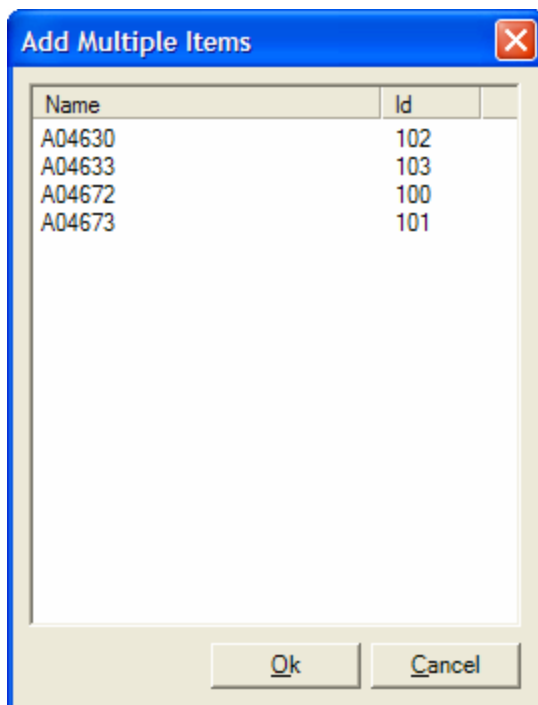 Add Multiple Items
Name Id
A04630 102
A04633 103
A04672 100
A04673 101
Ok Cancel